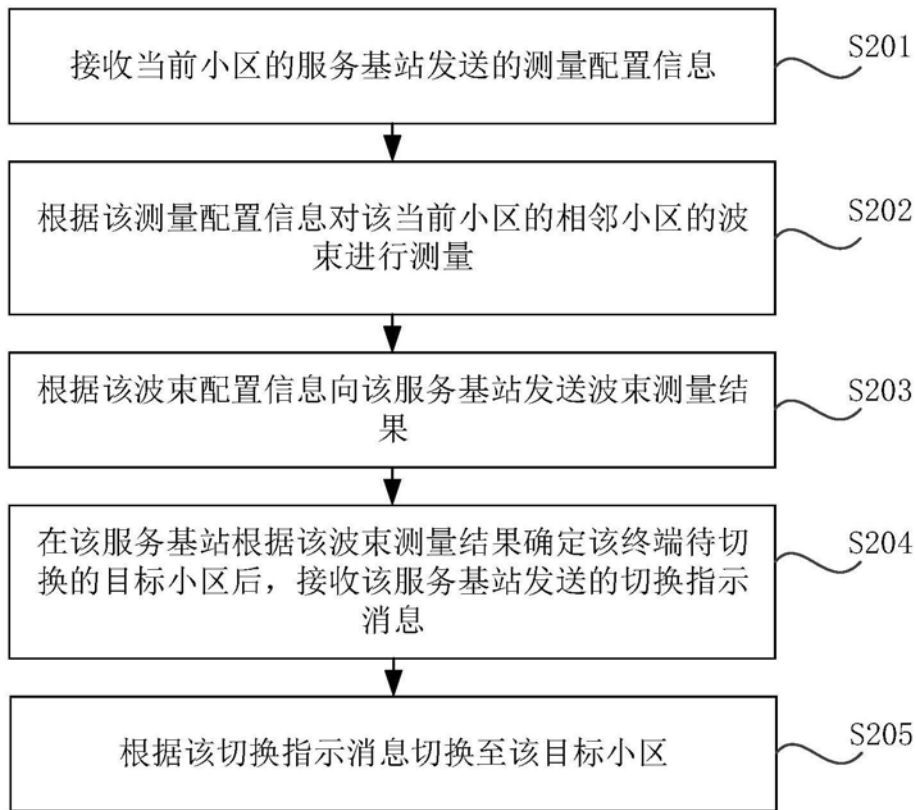 接收当前小区的服务基站发送的测量配置信息
S201
根据该测量配置信息对该当前小区的相邻小区的波
束进行测量
S202
根据该波束配置信息向该服务基站发送波束测量结
果
S203
在该服务基站根据该波束测量结果确定该终端待切
换的目标小区后，接收该服务基站发送的切换指示
消息
S204
根据该切换指示消息切换至该目标小区
S205